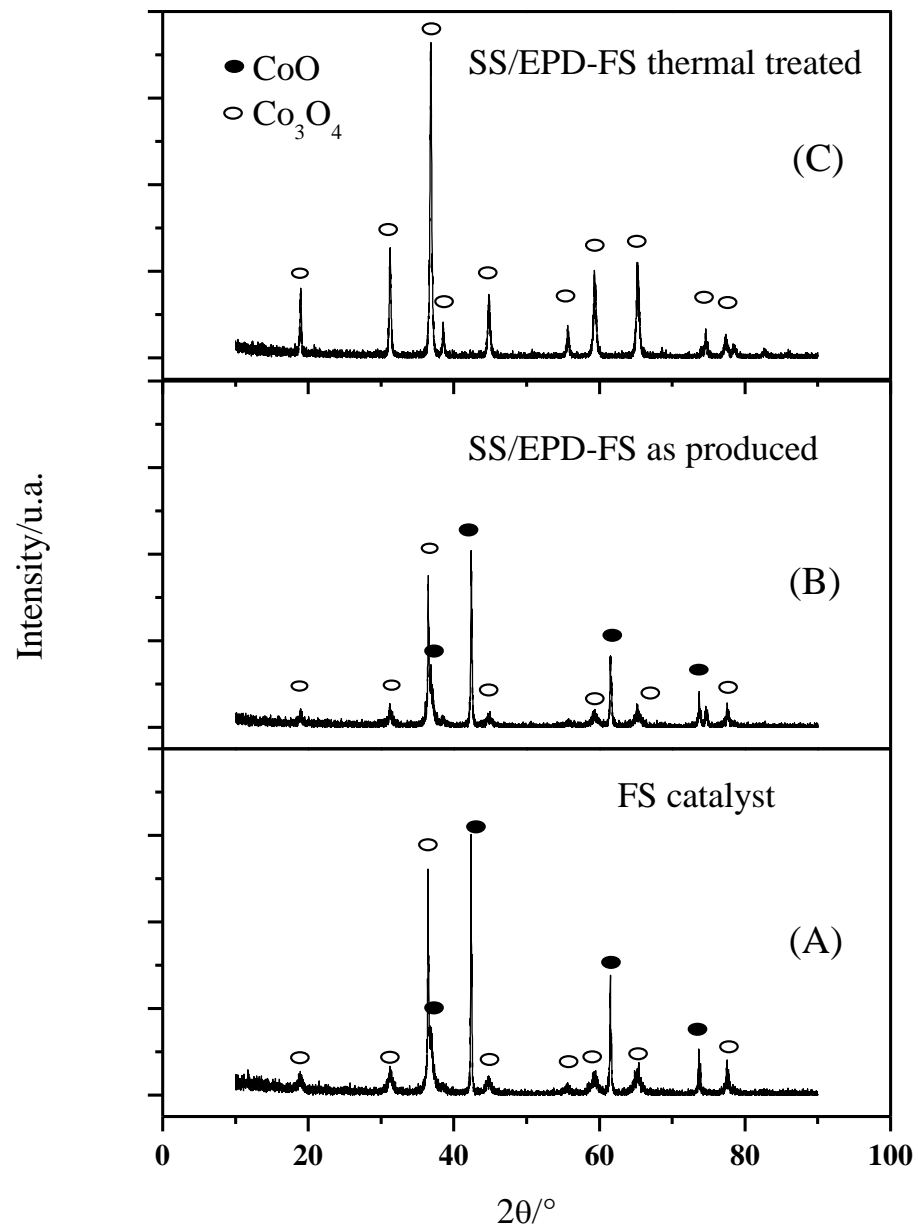 CoO
Co3O4
SS/EPD-FS thermal treated
(C)
SS/EPD-FS as produced
(B)
FS catalyst
(A)
Intensity/u.a.
0 20 40 60 80 100
2θ/°